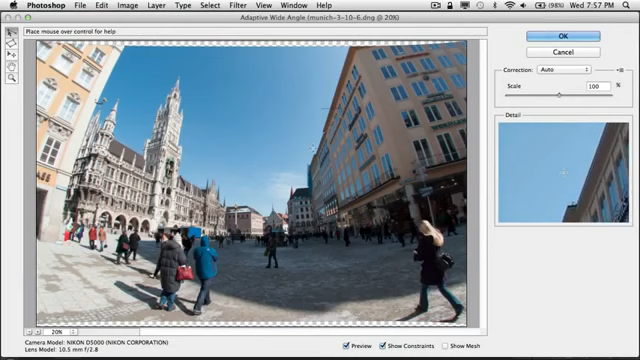 Photoshop File Edit Image Layer Type Select Filter View Window Help (98%) Wed 7:57 PM
Adaptive Wide Angle (munich-3-10-6.dng @ 20%)
Place mouse over control for help
OK
Cancel
Correction: Auto
Scale 100 %
Detail
20%
Camera Model: NIKON D5000 (NIKON CORPORATION)
Lens Model: 10.5 mm f/2.8
Preview Show Constraints Show Mesh